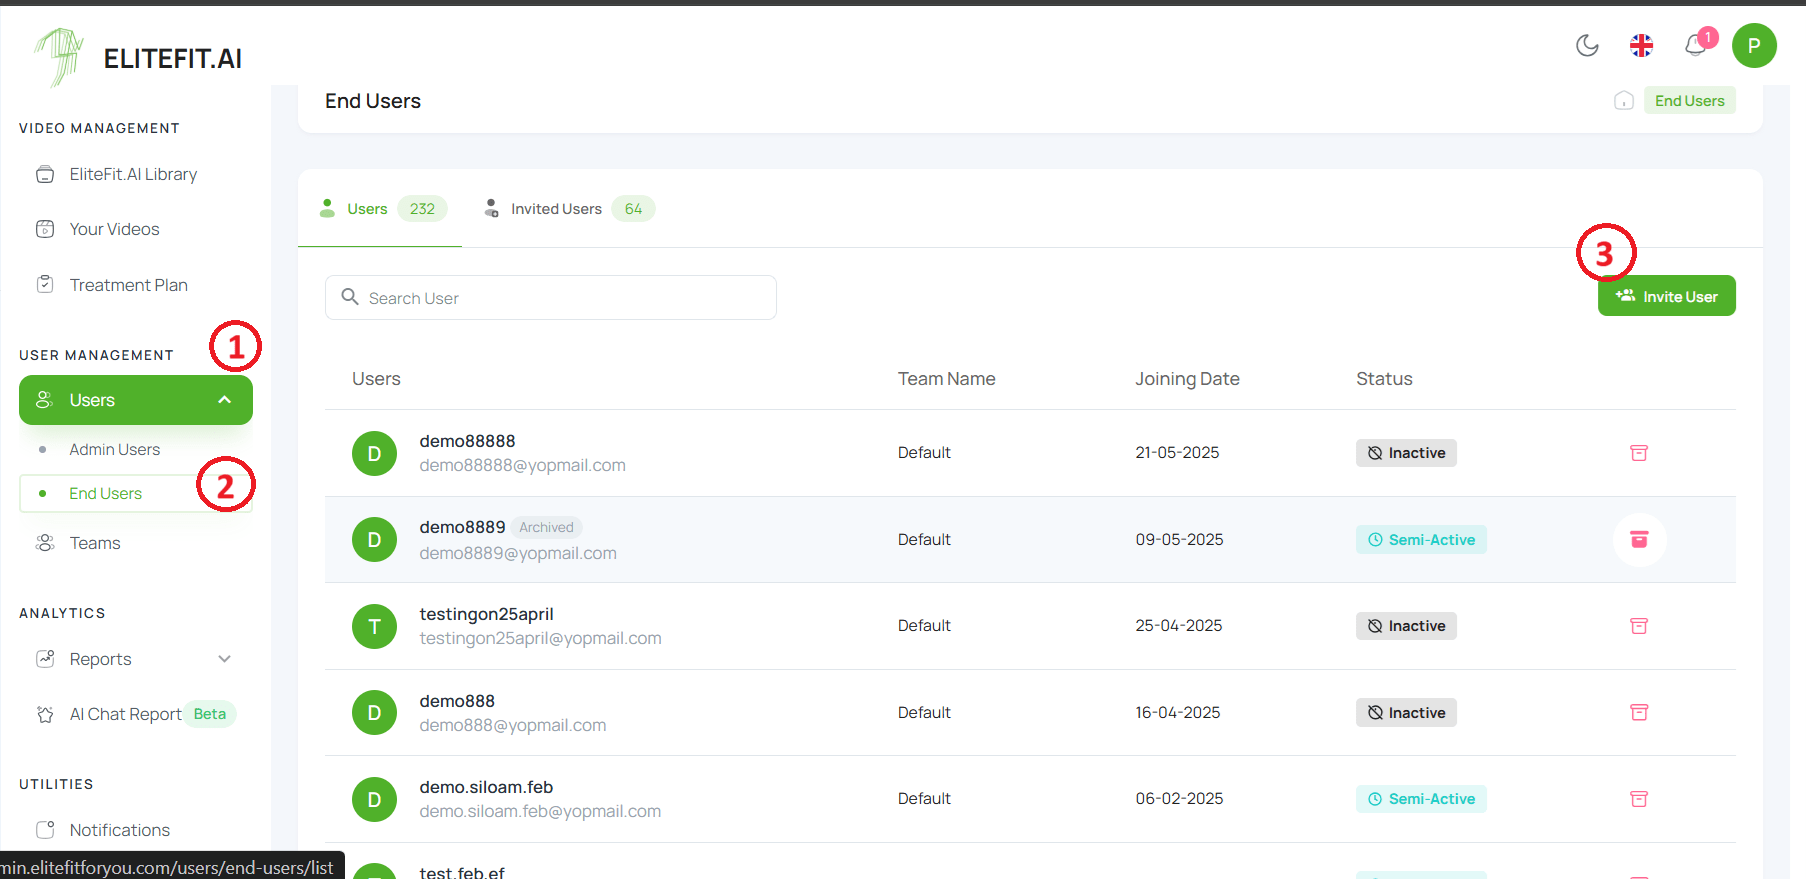 ELITEFIT.AI
1
P
VIDEO MANAGEMENT
EliteFit.AI Library
Your Videos
Treatment Plan
USER MANAGEMENT
1
Users
Admin Users
End Users
2
Teams
ANALYTICS
Reports
AI Chat Report Beta
UTILITIES
Notifications
min.elitefitforyou.com/users/end-users/list
End Users
End Users
Users 232
Invited Users 64
3
Search User
Invite User
Users Team Name Joining Date Status
D demo88888 Default 21-05-2025 Inactive
demo88888@yopmail.com
D demo8889 Archived Default 09-05-2025 Semi-Active
demo8889@yopmail.com
T testingon25april Default 25-04-2025 Inactive
testingon25april@yopmail.com
D demo888 Default 16-04-2025 Inactive
demo888@yopmail.com
D demo.siloam.feb Default 06-02-2025 Semi-Active
demo.siloam.feb@yopmail.com
test.feb.ef